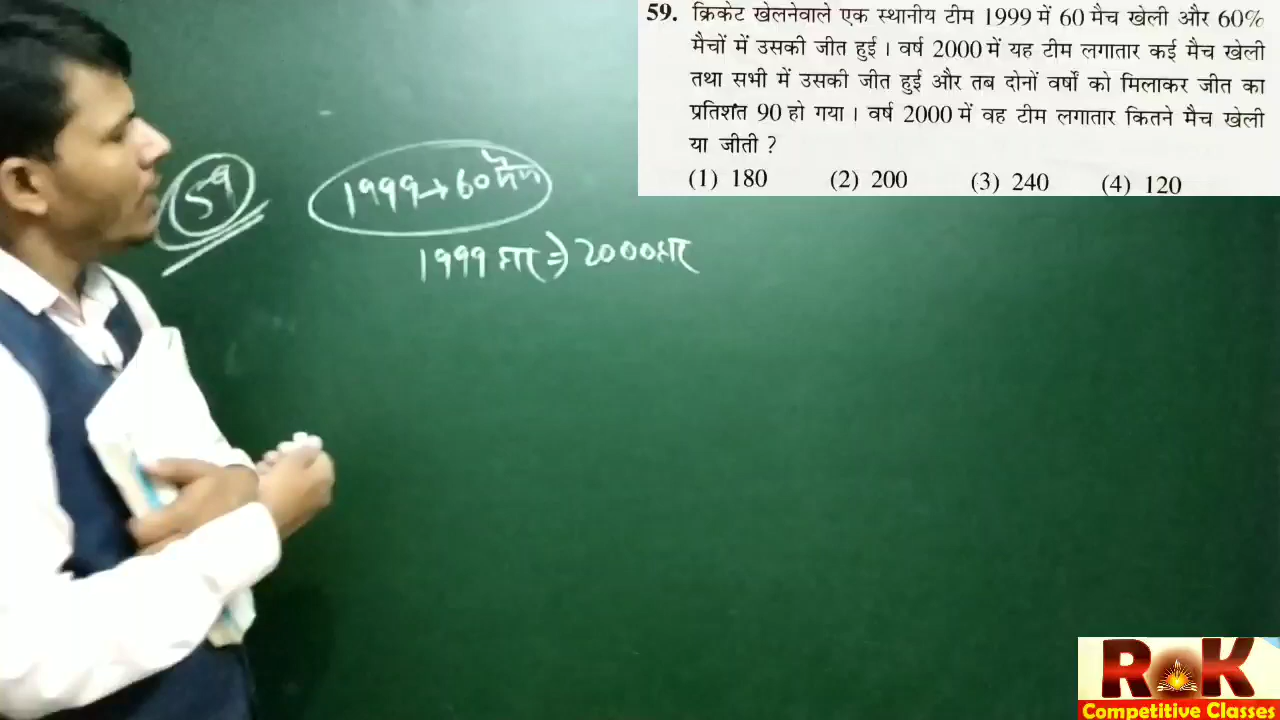 59. क्रिकेट खेलनेवाले एक स्थानीय टीम 1999 में 60 मैच खेली और 60%
मैचों में उसकी जीत हुई। वर्ष 2000 में यह टीम लगातार कई मैच खेली
तथा सभी में उसकी जीत हुई और तब दोनों वर्षों को मिलाकर जीत का
प्रतिशत 90 हो गया। वर्ष 2000 में वह टीम लगातार कितने मैच खेली
या जीती ?
(1) 180 (2) 200 (3) 240 (4) 120
59
1999 → 60 मैच
1999 ⇒ 2000
ROK
Competitive Classes